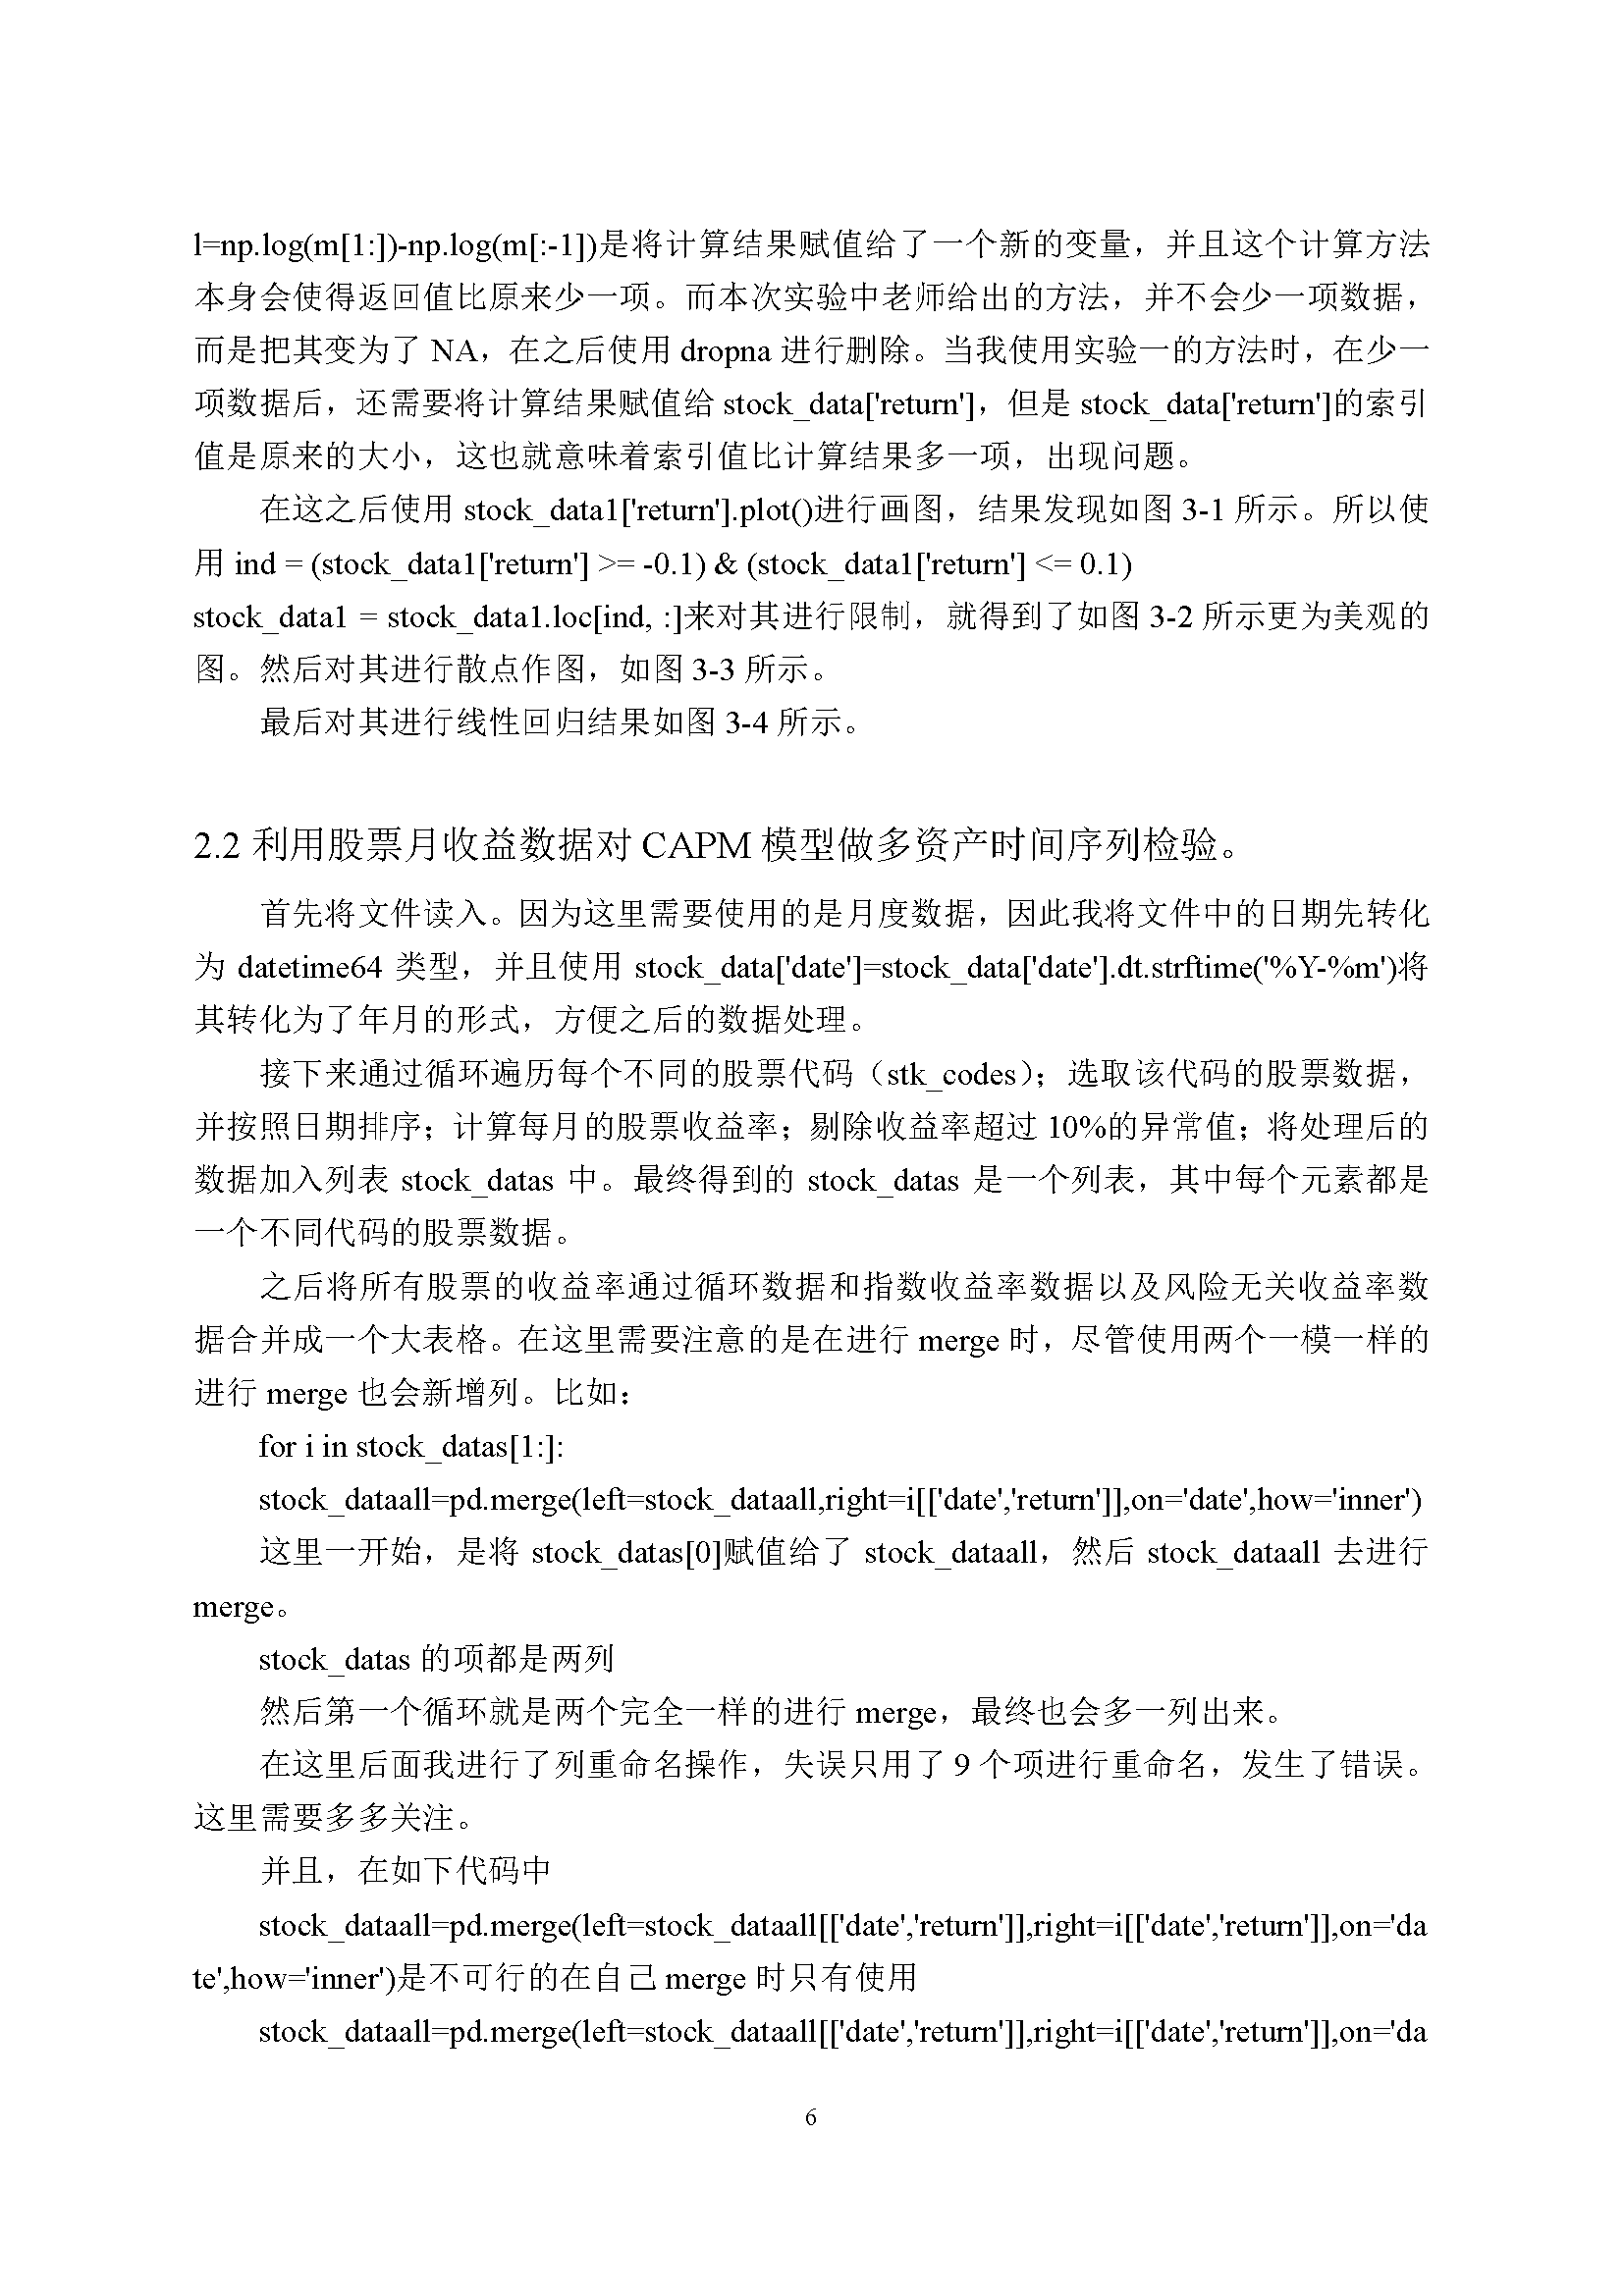 l=np.log(m[1:])-np.log(m[:-1])是将计算结果赋值给了一个新的变量，并且这个计算方法
本身会使得返回值比原来少一项。而本次实验中老师给出的方法，并不会少一项数据，
而是把其变为了 NA，在之后使用 dropna 进行删除。当我使用实验一的方法时，在少一
项数据后，还需要将计算结果赋值给 stock_data['return']，但是 stock_data['return']的索引
值是原来的大小，这也就意味着索引值比计算结果多一项，出现问题。
在这之后使用 stock_data1['return'].plot()进行画图，结果发现如图 3-1 所示。所以使
用 ind = (stock_data1['return'] >= -0.1) & (stock_data1['return'] <= 0.1)
stock_data1 = stock_data1.loc[ind, :]来对其进行限制，就得到了如图 3-2 所示更为美观的
图。然后对其进行散点作图，如图 3-3 所示。
最后对其进行线性回归结果如图 3-4 所示。
2.2 利用股票月收益数据对 CAPM 模型做多资产时间序列检验。
首先将文件读入。因为这里需要使用的是月度数据，因此我将文件中的日期先转化
为 datetime64 类型，并且使用 stock_data['date']=stock_data['date'].dt.strftime('%Y-%m')将
其转化为了年月的形式，方便之后的数据处理。
接下来通过循环遍历每个不同的股票代码（stk_codes）；选取该代码的股票数据，
并按照日期排序；计算每月的股票收益率；剔除收益率超过 10%的异常值；将处理后的
数据加入列表 stock_datas 中。最终得到的 stock_datas 是一个列表，其中每个元素都是
一个不同代码的股票数据。
之后将所有股票的收益率通过循环数据和指数收益率数据以及风险无关收益率数
据合并成一个大表格。在这里需要注意的是在进行 merge 时，尽管使用两个一模一样的
进行 merge 也会新增列。比如：
for i in stock_datas[1:]:
stock_dataall=pd.merge(left=stock_dataall,right=i[['date','return']],on='date',how='inner')
这里一开始，是将 stock_datas[0]赋值给了 stock_dataall，然后 stock_dataall 去进行
merge。
stock_datas 的项都是两列
然后第一个循环就是两个完全一样的进行 merge，最终也会多一列出来。
在这里后面我进行了列重命名操作，失误只用了 9 个项进行重命名，发生了错误。
这里需要多多关注。
并且，在如下代码中
stock_dataall=pd.merge(left=stock_dataall[['date','return']],right=i[['date','return']],on='da
te',how='inner')是不可行的在自己 merge 时只有使用
stock_dataall=pd.merge(left=stock_dataall[['date','return']],right=i[['date','return']],on='da
6